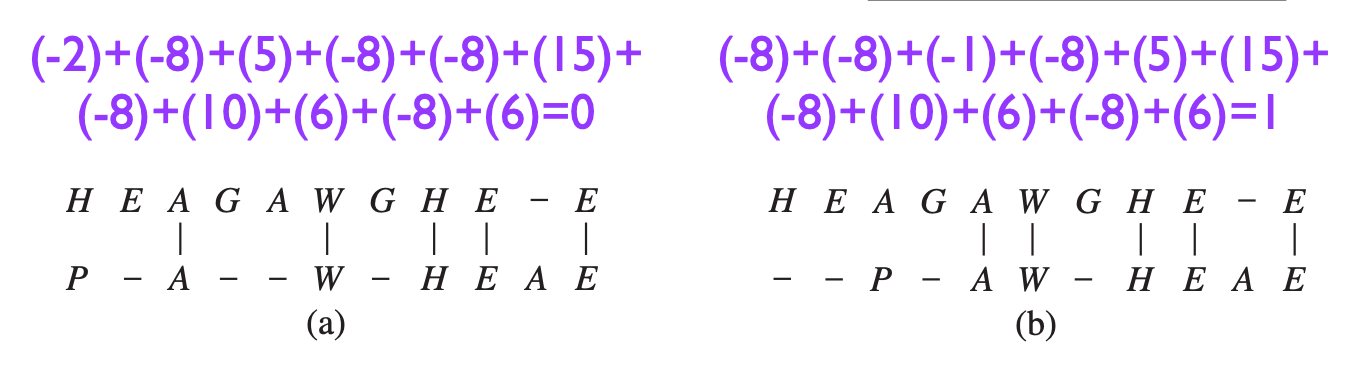 (-2)+(-8)+(5)+(-8)+(-8)+(15)+
(-8)+(10)+(6)+(-8)+(6)=0
H E A G A W G H E – E
| | | | |
P – A – – W – H E A E
(a)
(-8)+(-8)+(-1)+(-8)+(5)+(15)+
(-8)+(10)+(6)+(-8)+(6)=1
H E A G A W G H E – E
| | | | |
– – P – A W – H E A E
(b)